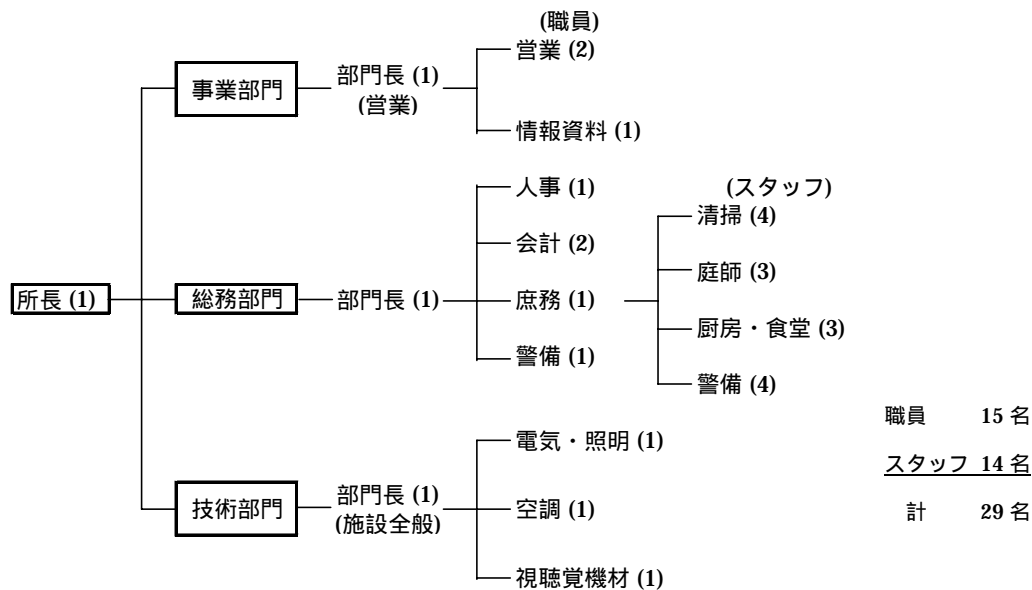 (職員)
営業 (2)
事業部門
部門長 (1)
(営業)
情報資料 (1)
人事 (1)
(スタッフ)
清掃 (4)
会計 (2)
庭師 (3)
所長 (1)
総務部門
部門長 (1)
庶務 (1)
厨房・食堂 (3)
警備 (1)
警備 (4)
職員 15 名
スタッフ 14 名
計 29 名
電気・照明 (1)
技術部門
部門長 (1)
(施設全般)
空調 (1)
視聴覚機材 (1)